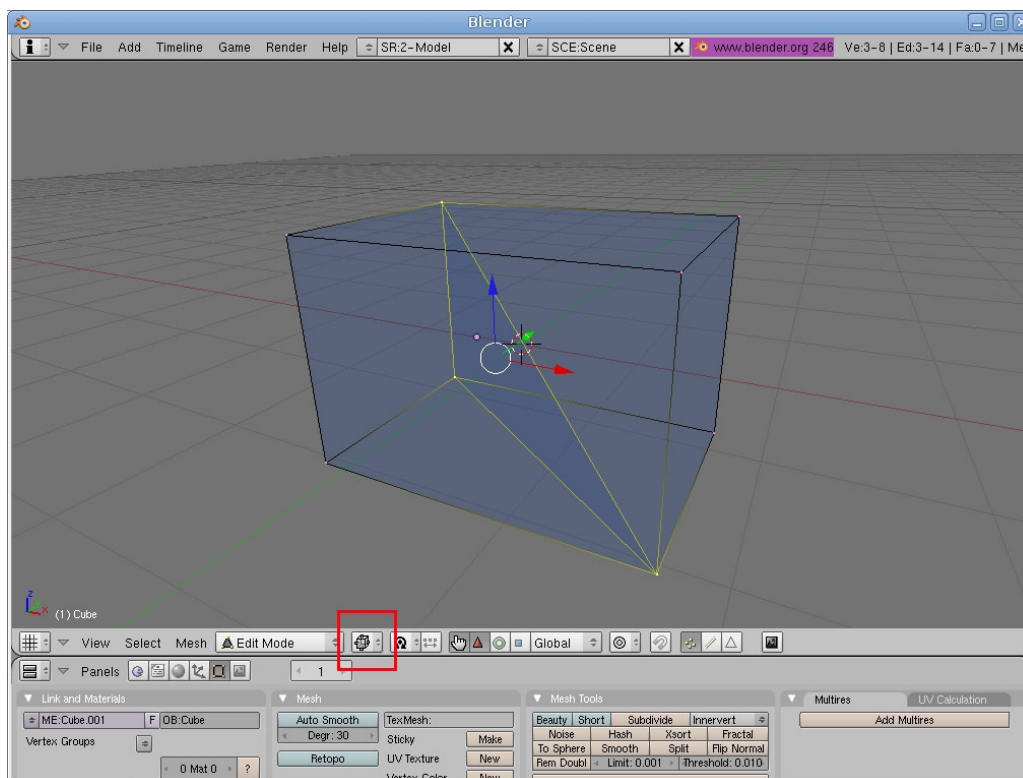 Blender
File Add Timeline Game Render Help SR:2-Model X SCE:Scene X www.blender.org 246 Ve:3-8 | Ed:3-14 | Fa:0-7 | Me
z
x (1) Cube
View Select Mesh Edit Mode Global
Panels 1
Link and Materials Mesh Mesh Tools Multires UV Calculation
ME:Cube.001 F OB:Cube Auto Smooth TexMesh: Beauty Short Subdivide Innervert Add Multires
Vertex Groups Degr: 30 Sticky Make Noise Hash Xsort Fractal
To Sphere Smooth Split Flip Normal
0 Mat 0 ? Retopo UV Texture New Rem Doubl Limit: 0.001 Threshold: 0.010
Vertex Color New